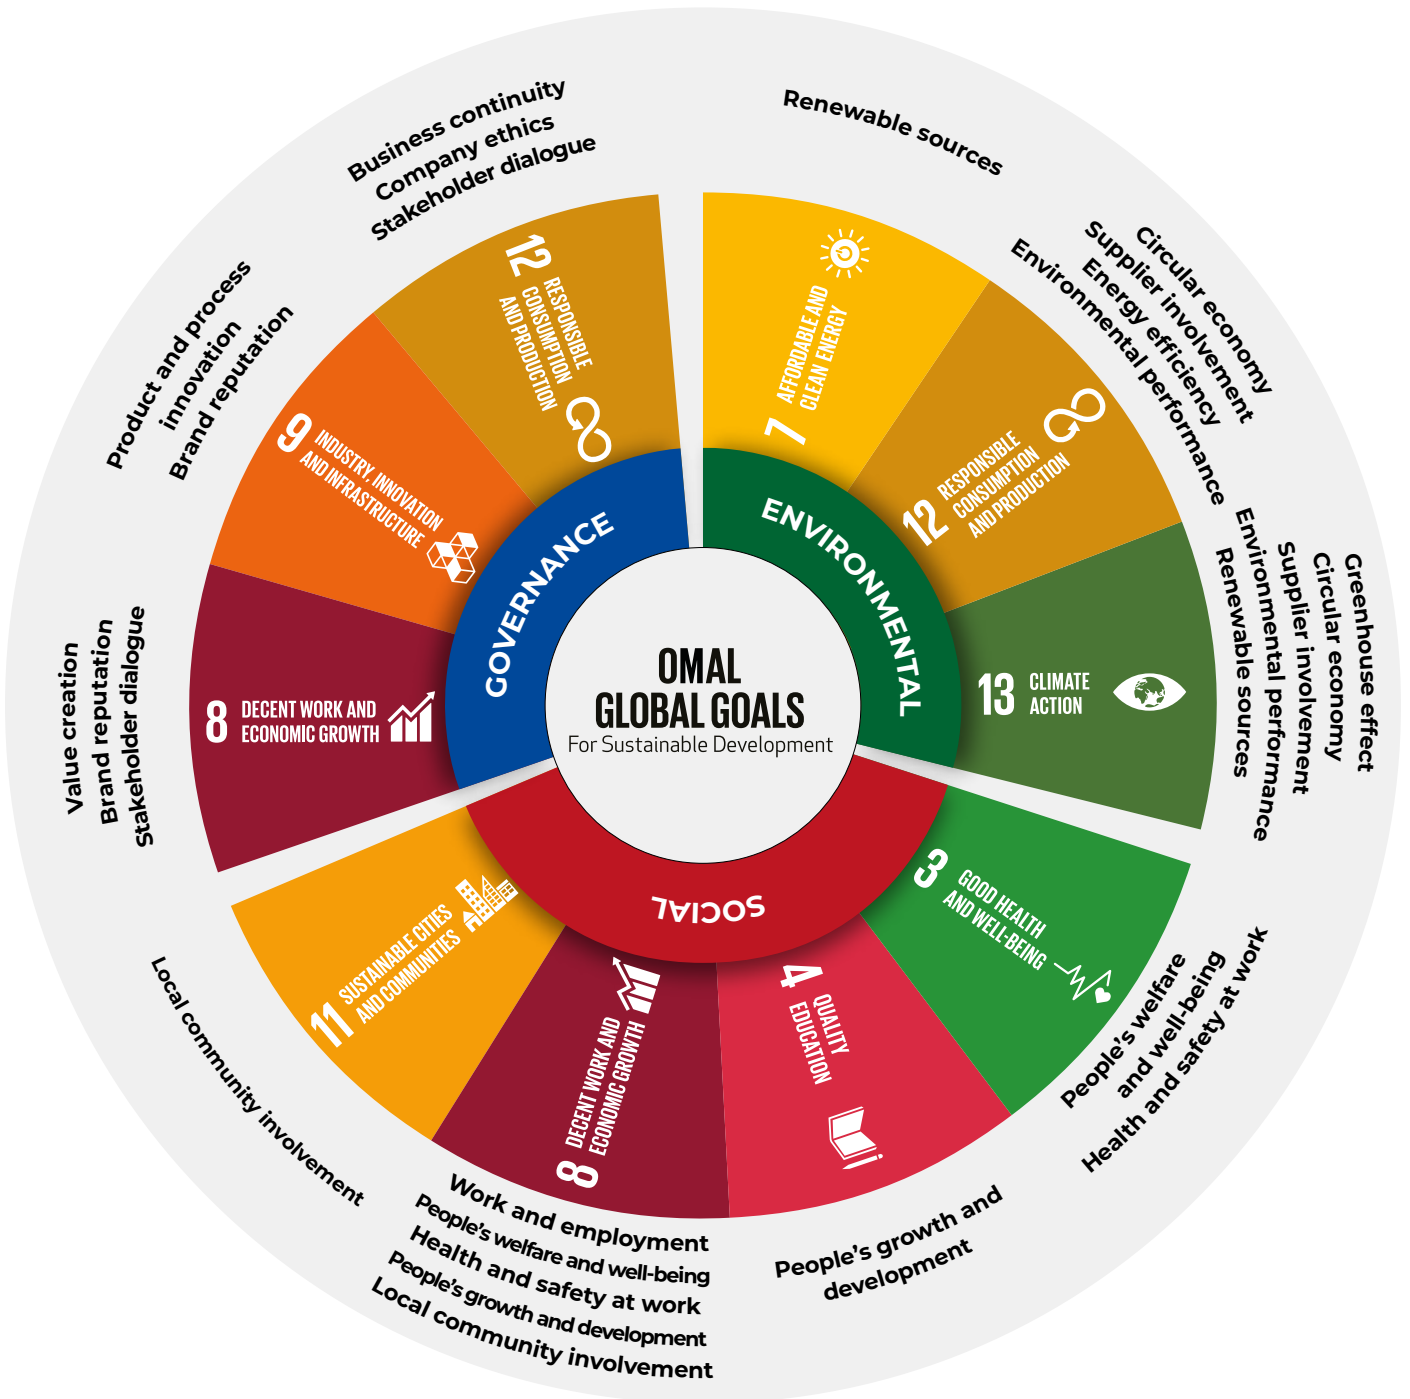 OMAL
GLOBAL GOALS
For Sustainable Development
ENVIRONMENTAL
7
AFFORDABLE AND
CLEAN ENERGY
Renewable sources
12
RESPONSIBLE
CONSUMPTION
AND PRODUCTION
Circular economy
Supplier involvement
Energy efficiency
Environmental performance
13
CLIMATE
ACTION
Greenhouse effect
Circular economy
Supplier involvement
Environmental performance
Renewable sources
SOCIAL
3
GOOD HEALTH
AND WELL-BEING
People's welfare
and well-being
Health and safety at work
4
QUALITY
EDUCATION
People's growth and
development
8
DECENT WORK AND
ECONOMIC GROWTH
Work and employment
People's welfare and well-being
Health and safety at work
People's growth and development
Local community involvement
11
SUSTAINABLE CITIES
AND COMMUNITIES
Local community involvement
GOVERNANCE
8
DECENT WORK AND
ECONOMIC GROWTH
Value creation
Brand reputation
Stakeholder dialogue
9
INDUSTRY, INNOVATION
AND INFRASTRUCTURE
Product and process
innovation
Brand reputation
12
RESPONSIBLE
CONSUMPTION
AND PRODUCTION
Business continuity
Company ethics
Stakeholder dialogue